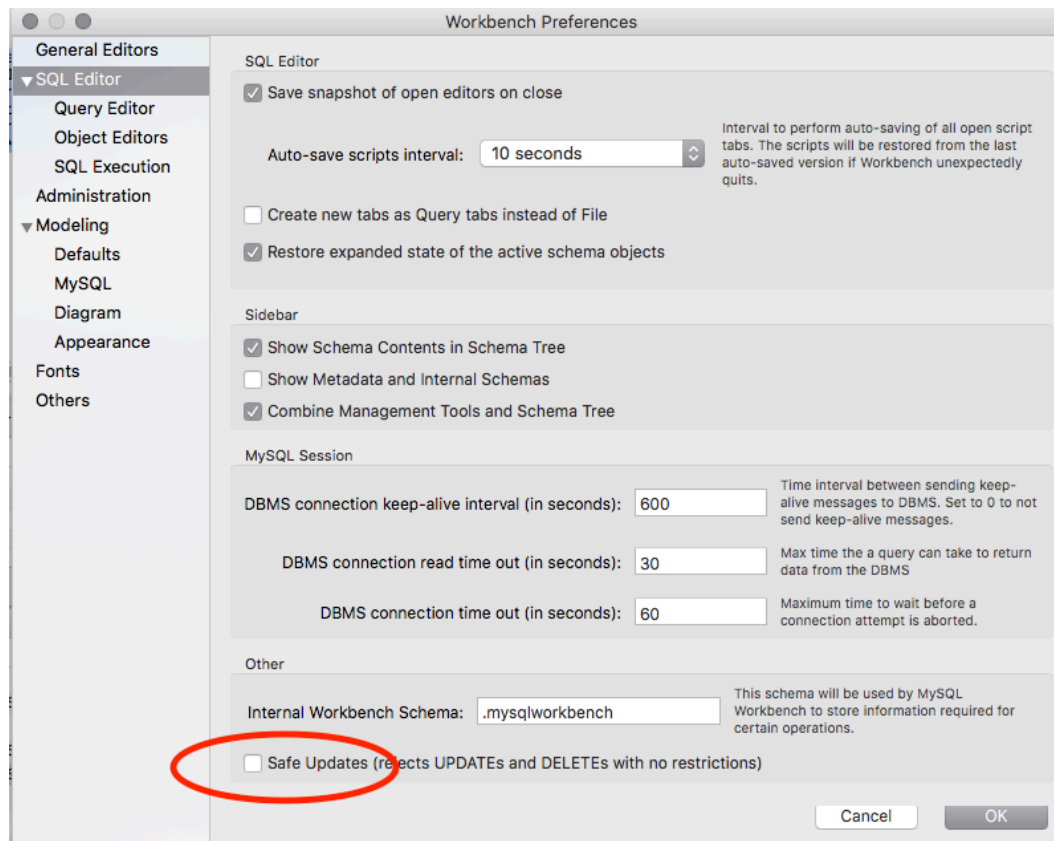 Workbench Preferences
General Editors
SQL Editor
Query Editor
Object Editors
SQL Execution
Administration
Modeling
Defaults
MySQL
Diagram
Appearance
Fonts
Others
SQL Editor
Save snapshot of open editors on close
Auto-save scripts interval:
10 seconds
Interval to perform auto-saving of all open script
tabs. The scripts will be restored from the last
auto-saved version if Workbench unexpectedly
quits.
Create new tabs as Query tabs instead of File
Restore expanded state of the active schema objects
Sidebar
Show Schema Contents in Schema Tree
Show Metadata and Internal Schemas
Combine Management Tools and Schema Tree
MySQL Session
DBMS connection keep-alive interval (in seconds):
600
Time interval between sending keep-
alive messages to DBMS. Set to 0 to not
send keep-alive messages.
DBMS connection read time out (in seconds):
30
Max time the a query can take to return
data from the DBMS
DBMS connection time out (in seconds):
60
Maximum time to wait before a
connection attempt is aborted.
Other
Internal Workbench Schema:
.mysqlworkbench
This schema will be used by MySQL
Workbench to store information required for
certain operations.
Safe Updates (rejects UPDATEs and DELETEs with no restrictions)
Cancel
OK